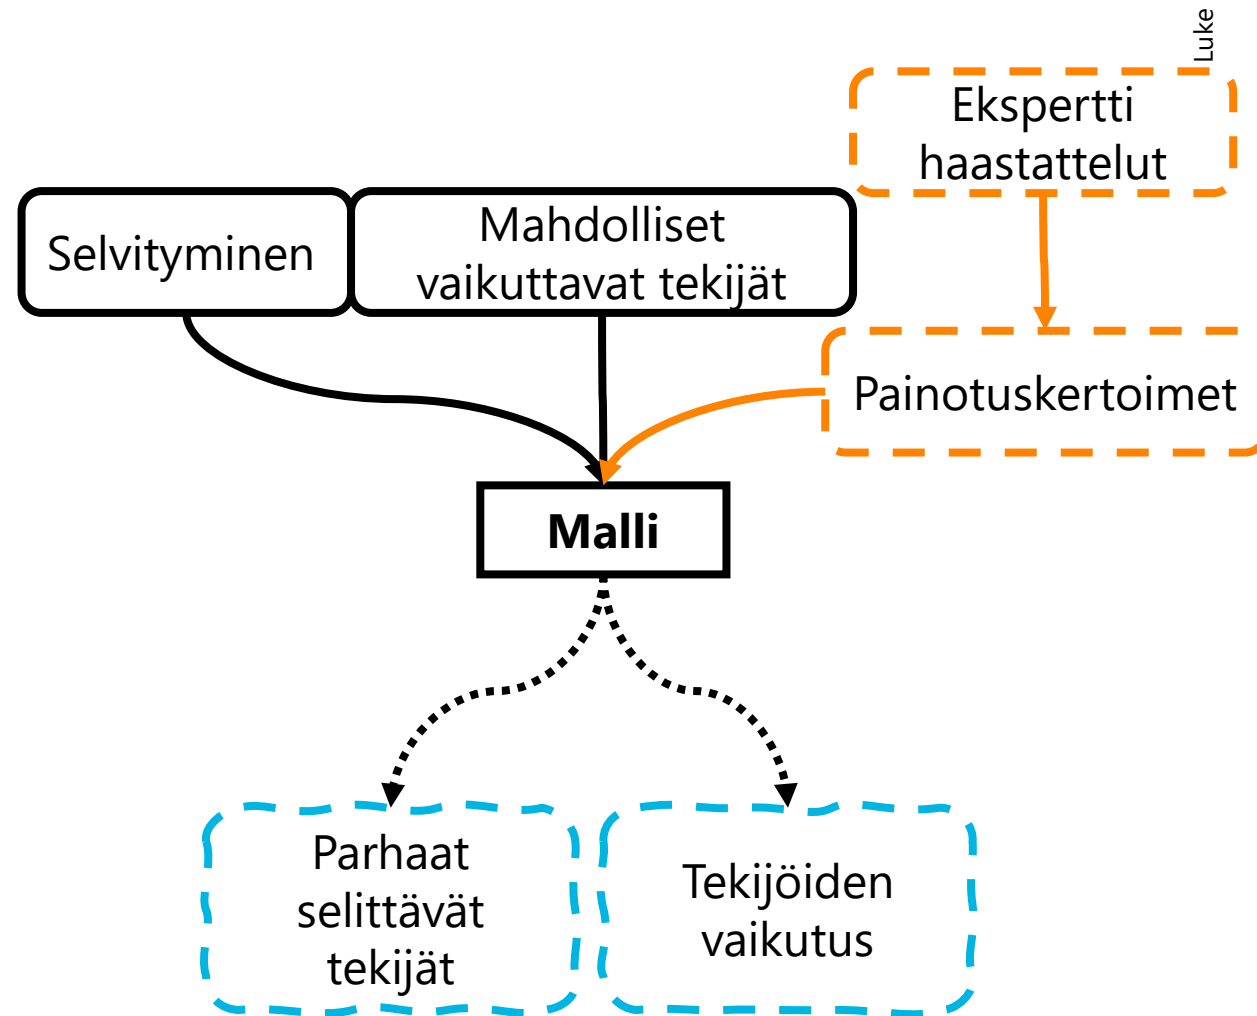 Luke
Ekspertti
haastattelut
Selvityminen
Mahdolliset
vaikuttavat tekijät
Painotuskertoimet
Malli
Parhaat
selittävät
tekijät
Tekijöiden
vaikutus